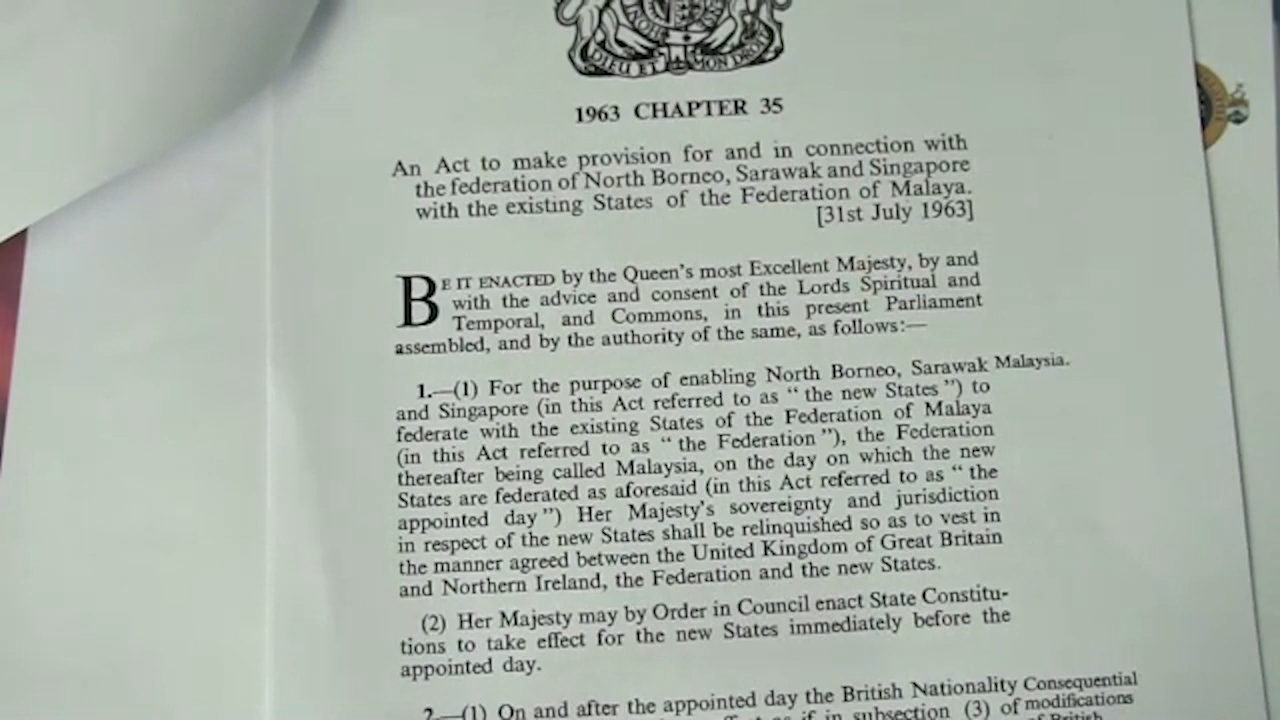 DIEU ET MON DROIT
1963 CHAPTER 35
An Act to make provision for and in connection with
the federation of North Borneo, Sarawak and Singapore
with the existing States of the Federation of Malaya.
[31st July 1963]
BE IT ENACTED by the Queen's most Excellent Majesty, by and
with the advice and consent of the Lords Spiritual and
Temporal, and Commons, in this present Parliament
assembled, and by the authority of the same, as follows:—
1.—(1) For the purpose of enabling North Borneo, Sarawak Malaysia.
and Singapore (in this Act referred to as “ the new States ”) to
federate with the existing States of the Federation of Malaya
(in this Act referred to as “ the Federation ”), the Federation
thereafter being called Malaysia, on the day on which the new
States are federated as aforesaid (in this Act referred to as “ the
appointed day ”) Her Majesty's sovereignty and jurisdiction
in respect of the new States shall be relinquished so as to vest in
the manner agreed between the United Kingdom of Great Britain
and Northern Ireland, the Federation and the new States.
(2) Her Majesty may by Order in Council enact State Constitu-
tions to take effect for the new States immediately before the
appointed day.
2.—(1) On and after the appointed day the British Nationality Consequential
as if in subsection (3) of modifications
of British